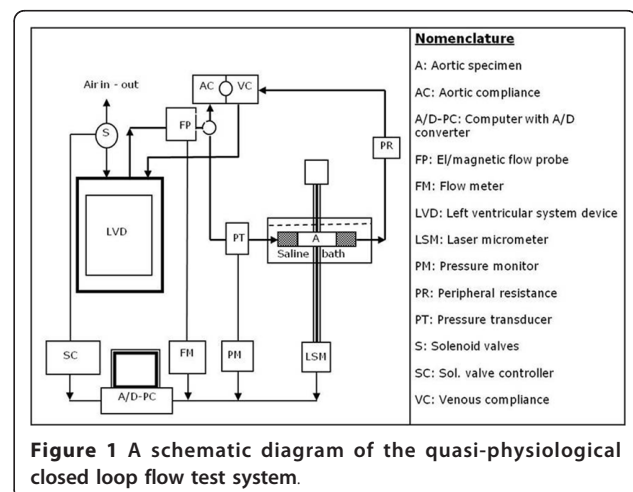 Air in - out
S
AC
VC
FP
PR
LVD
PT
A
Saline bath
SC
FM
PM
LSM
A/D-PC
Nomenclature
A: Aortic specimen
AC: Aortic compliance
A/D-PC: Computer with A/D
converter
FP: El/magnetic flow probe
FM: Flow meter
LVD: Left ventricular system device
LSM: Laser micrometer
PM: Pressure monitor
PR: Peripheral resistance
PT: Pressure transducer
S: Solenoid valves
SC: Sol. valve controller
VC: Venous compliance
Figure 1 A schematic diagram of the quasi-physiological
closed loop flow test system.